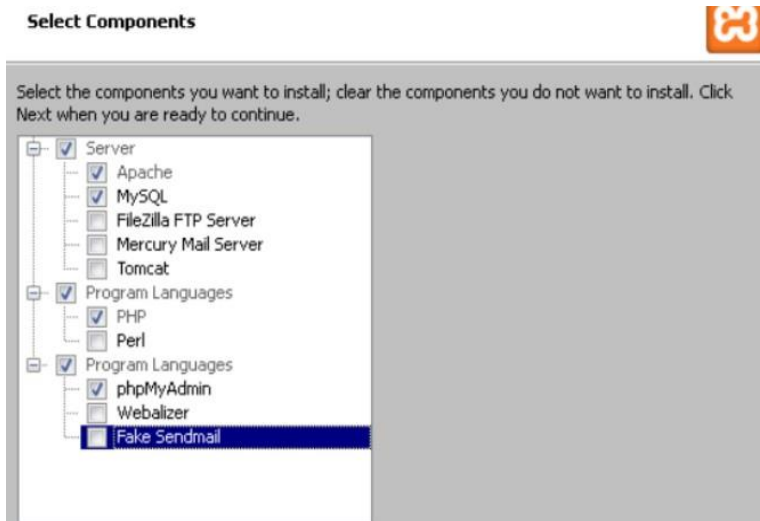 Select Components
Select the components you want to install; clear the components you do not want to install. Click
Next when you are ready to continue.
Server
Apache
MySQL
FileZilla FTP Server
Mercury Mail Server
Tomcat
Program Languages
PHP
Perl
Program Languages
phpMyAdmin
Webalizer
Fake Sendmail